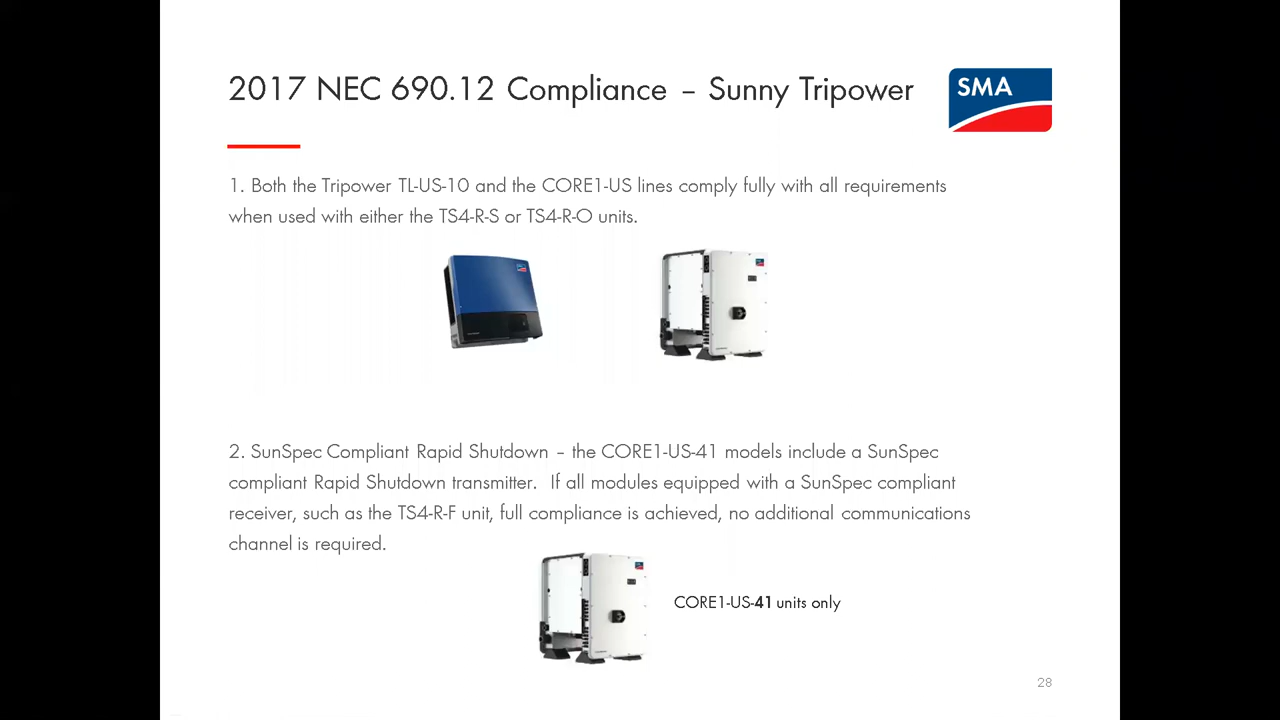 2017 NEC 690.12 Compliance – Sunny Tripower
SMA
1. Both the Tripower TL-US-10 and the CORE1-US lines comply fully with all requirements
when used with either the TS4-R-S or TS4-R-O units.
2. SunSpec Compliant Rapid Shutdown – the CORE1-US-41 models include a SunSpec
compliant Rapid Shutdown transmitter. If all modules equipped with a SunSpec compliant
receiver, such as the TS4-R-F unit, full compliance is achieved, no additional communications
channel is required.
CORE1-US-41 units only
28